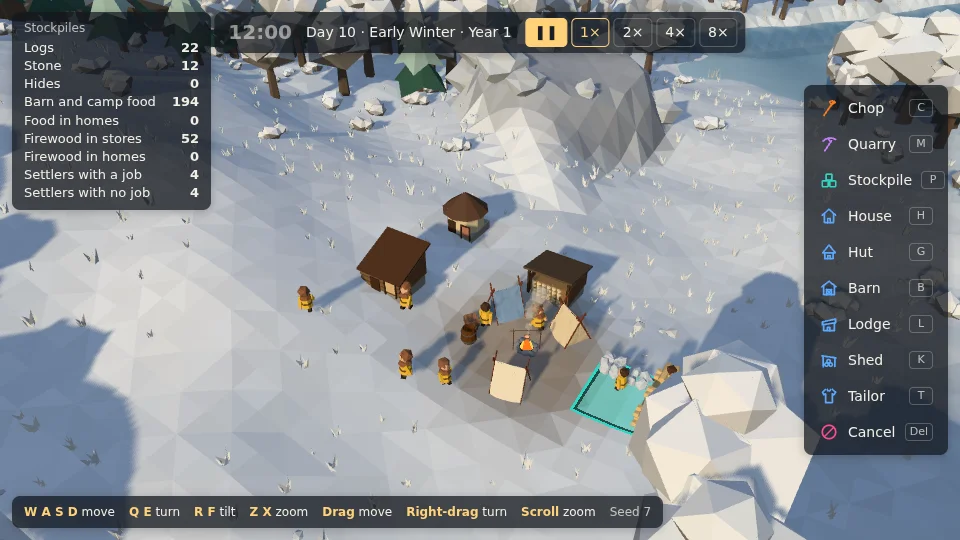 Stockpiles
Logs 22
Stone 12
Hides 0
Barn and camp food 194
Food in homes 0
Firewood in stores 52
Firewood in homes 0
Settlers with a job 4
Settlers with no job 4
12:00 Day 10 · Early Winter · Year 1 1× 2× 4× 8×
Chop C
Quarry M
Stockpile P
House H
Hut G
Barn B
Lodge L
Shed K
Tailor T
Cancel Del
W A S D move Q E turn R F tilt Z X zoom Drag move Right-drag turn Scroll zoom Seed 7